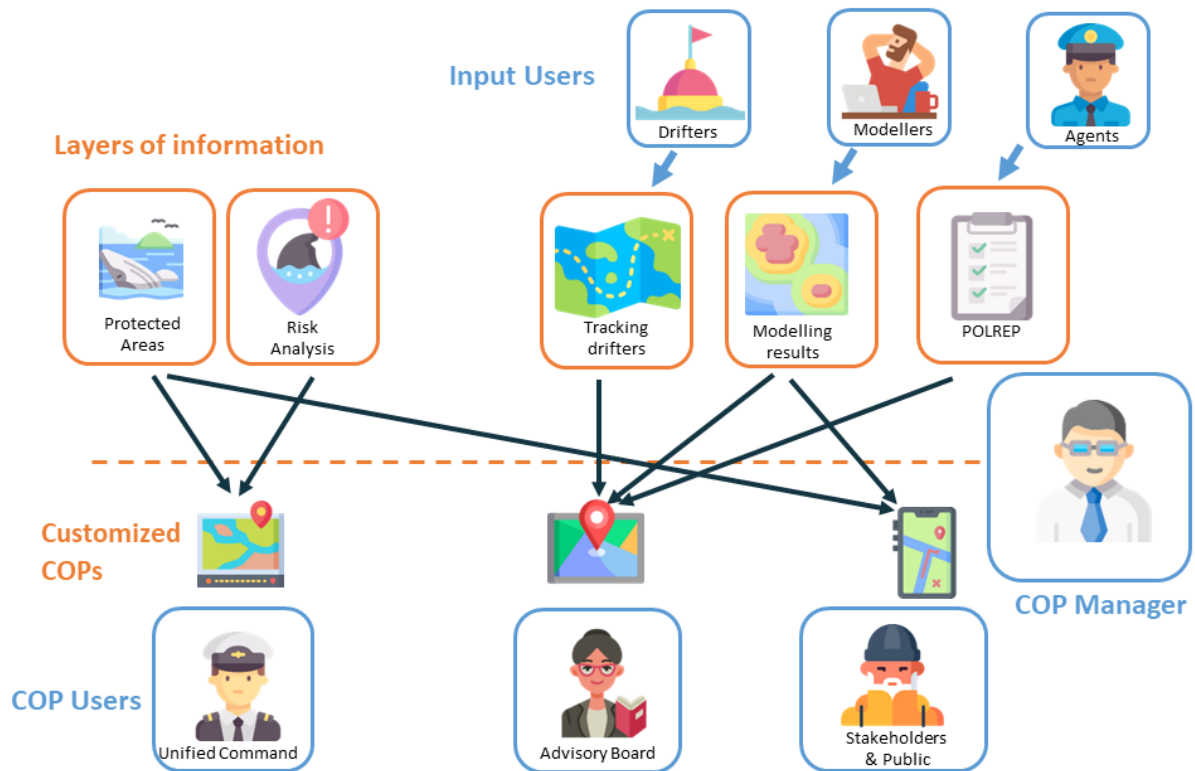 Input Users
Drifters
Modellers
Agents
Layers of information
Protected
Areas
Risk
Analysis
Tracking
drifters
Modelling
results
POLREP
Customized
COPs
COP Manager
COP Users
Unified Command
Advisory Board
Stakeholders
& Public